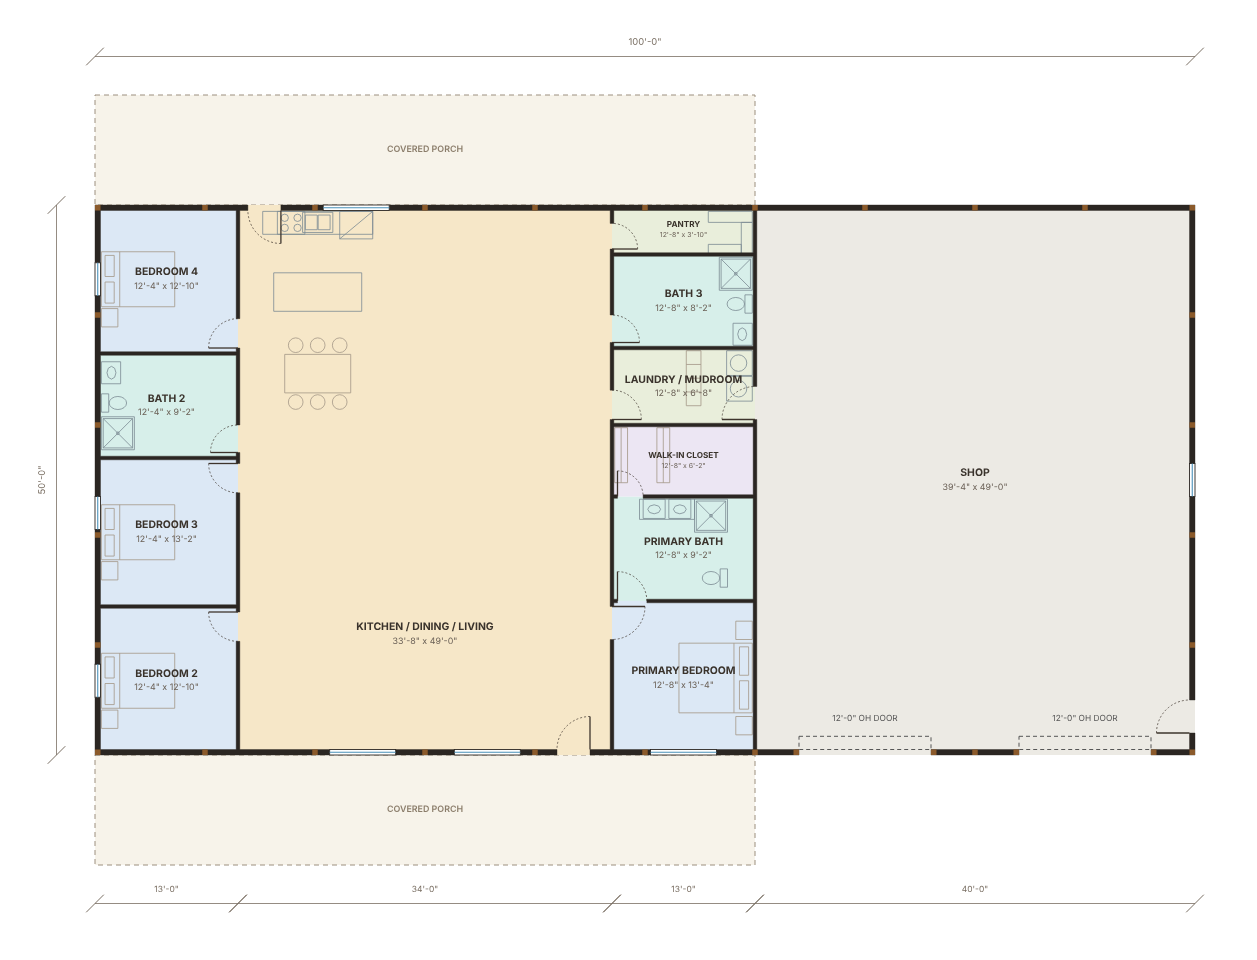 100'-0"
COVERED PORCH
PANTRY
12'-8" x 3'-10"
BEDROOM 4
12'-4" x 12'-10"
BATH 3
12'-8" x 8'-2"
LAUNDRY / MUDROOM
12'-8" x 6'-8"
BATH 2
12'-4" x 9'-2"
WALK-IN CLOSET
12'-8" x 6'-2"
50'-0"
SHOP
39'-4" x 49'-0"
BEDROOM 3
12'-4" x 13'-2"
PRIMARY BATH
12'-8" x 9'-2"
KITCHEN / DINING / LIVING
33'-8" x 49'-0"
BEDROOM 2
12'-4" x 12'-10"
PRIMARY BEDROOM
12'-8" x 13'-4"
12'-0" OH DOOR
12'-0" OH DOOR
COVERED PORCH
13'-0"
34'-0"
13'-0"
40'-0"